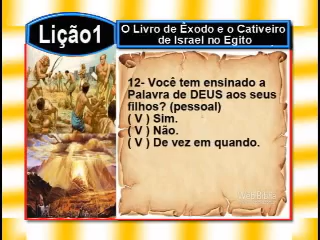 Lição1
O Livro de Êxodo e o Cativeiro
de Israel no Egito
12- Você tem ensinado a
Palavra de DEUS aos seus
filhos? (pessoal)
( V ) Sim.
( V ) Não.
( V ) De vez em quando.